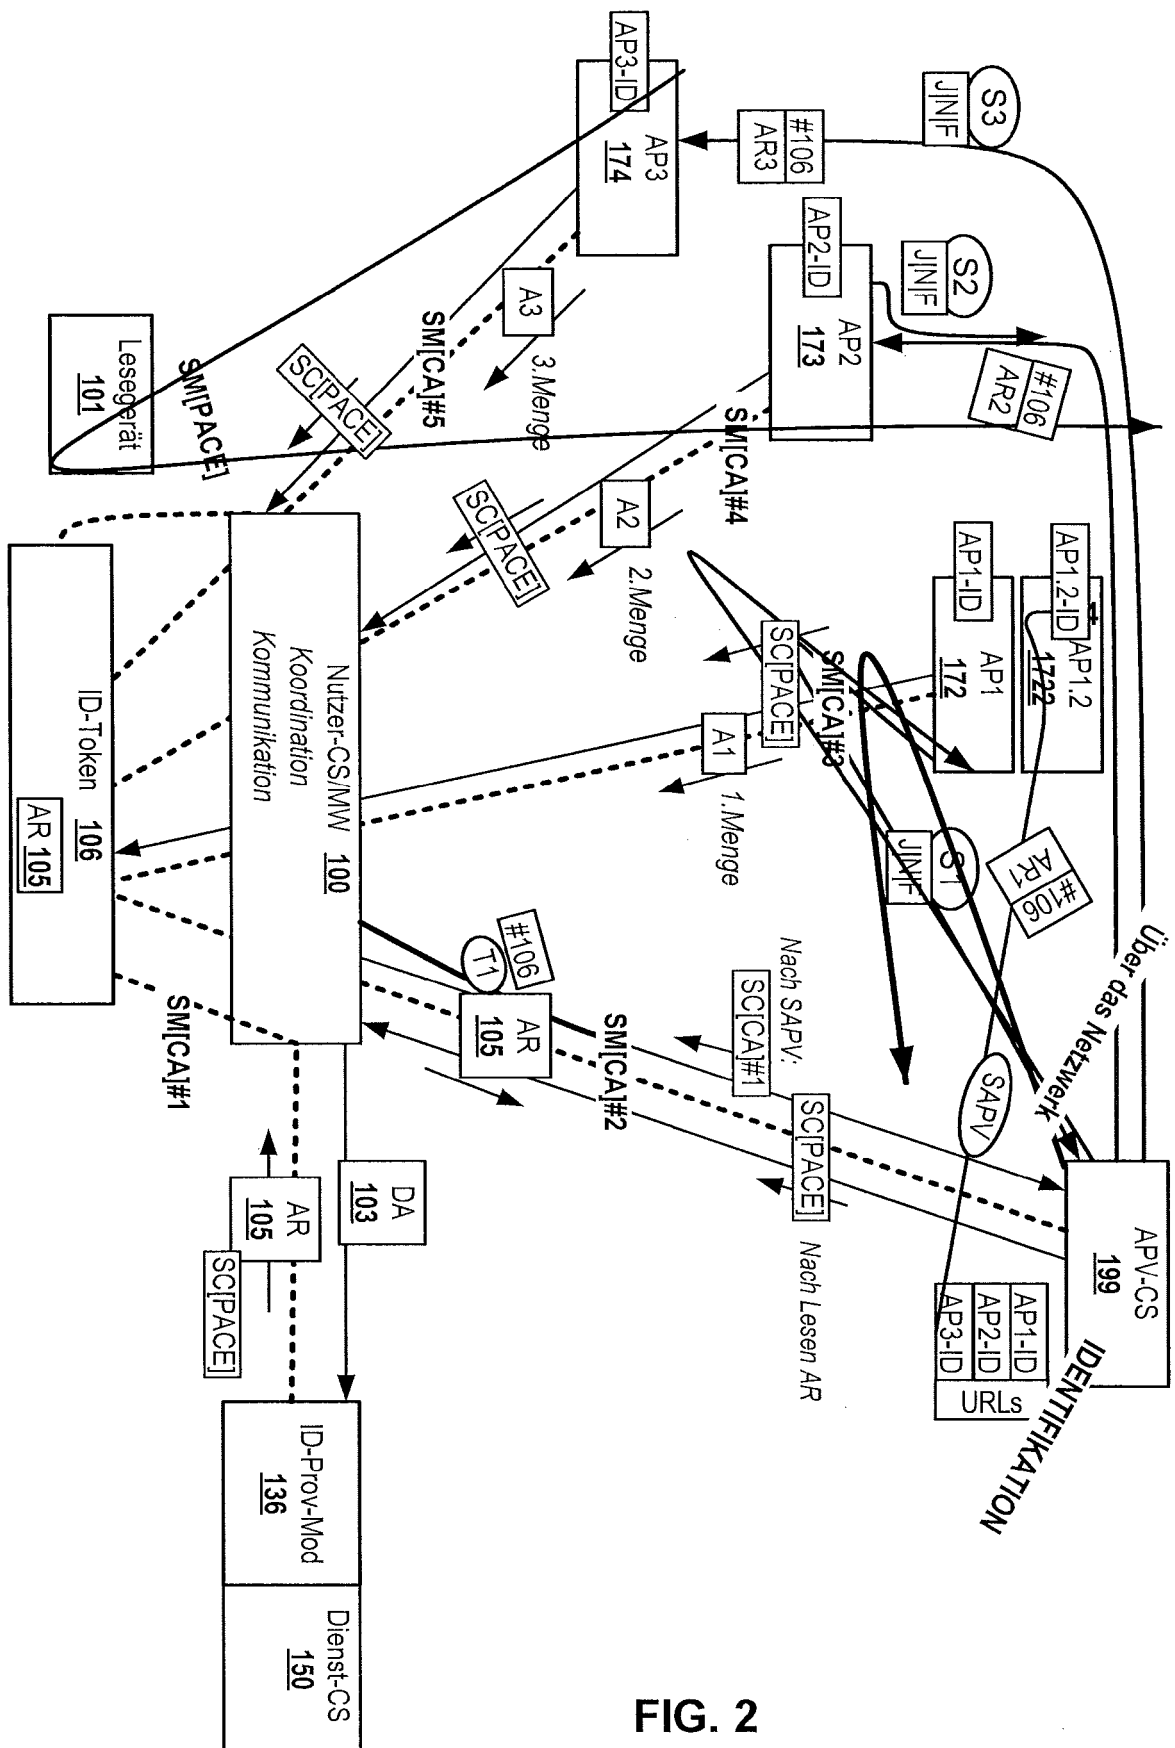 AP3-ID
AP3
174
#106
AR3
S3
J|N|F
AP2-ID
AP2
173
S2
J|N|F
#106
AR2
AP1-ID
AP1
172
AP1.2-ID
AP1.2
1722
A3
3.Menge
SM[CA]#5
SC[PACE]
SM[PACE]
Lesegerät
101
A2
2.Menge
SM[CA]#4
SC[PACE]
SM[CA]#3
SC[PACE]
A1
1.Menge
S1
J|N|F
#106
AR1
Über das Netzwerk
Nutzer-CS/MW
100
Koordination
Kommunikation
ID-Token 106
AR 105
SM[CA]#1
T1
#106
AR
105
SM[CA]#2
Nach SAPV:
SC[CA]#1
SC[PACE]
Nach Lesen AR
SAPV
APV-CS
199
IDENTIFIKATION
AP1-ID
AP2-ID
AP3-ID
URLs
AR
105
SC[PACE]
DA
103
ID-Prov-Mod
136
Dienst-CS
150
FIG. 2